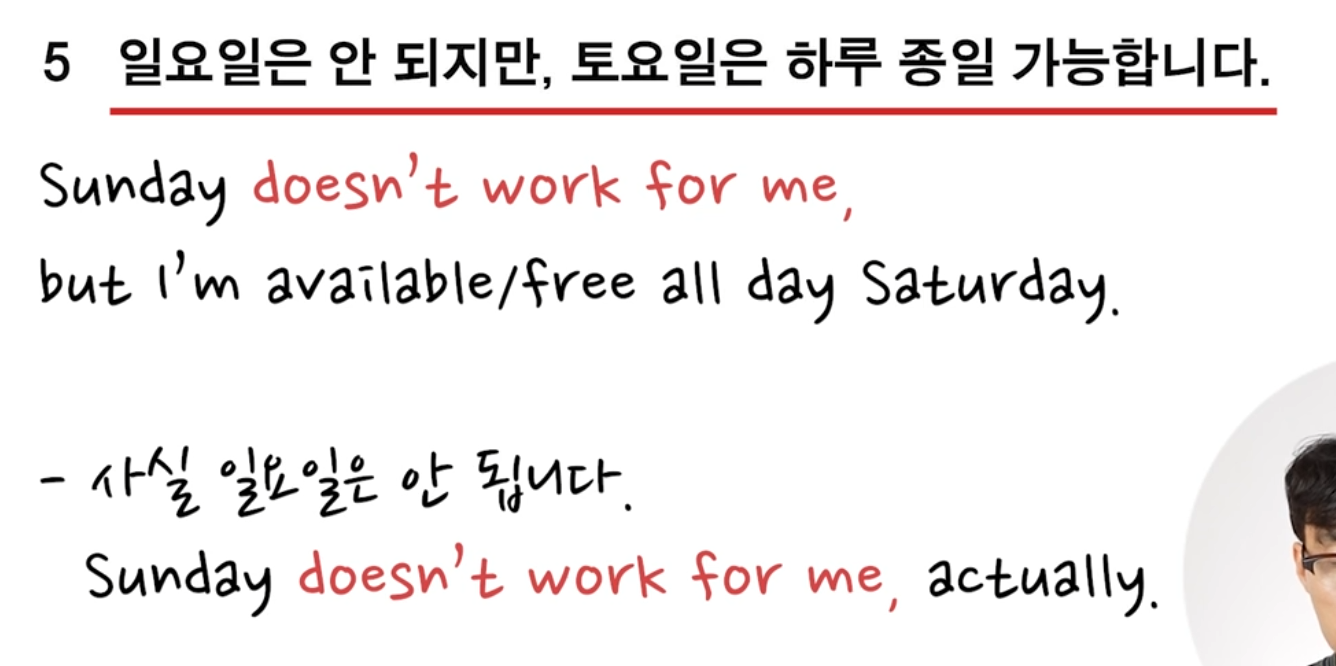 5 일요일은 안 되지만, 토요일은 하루 종일 가능합니다.
Sunday doesn't work for me,
but I'm available/free all day Saturday.
- 사실 일요일은 안 됩니다.
Sunday doesn't work for me, actually.